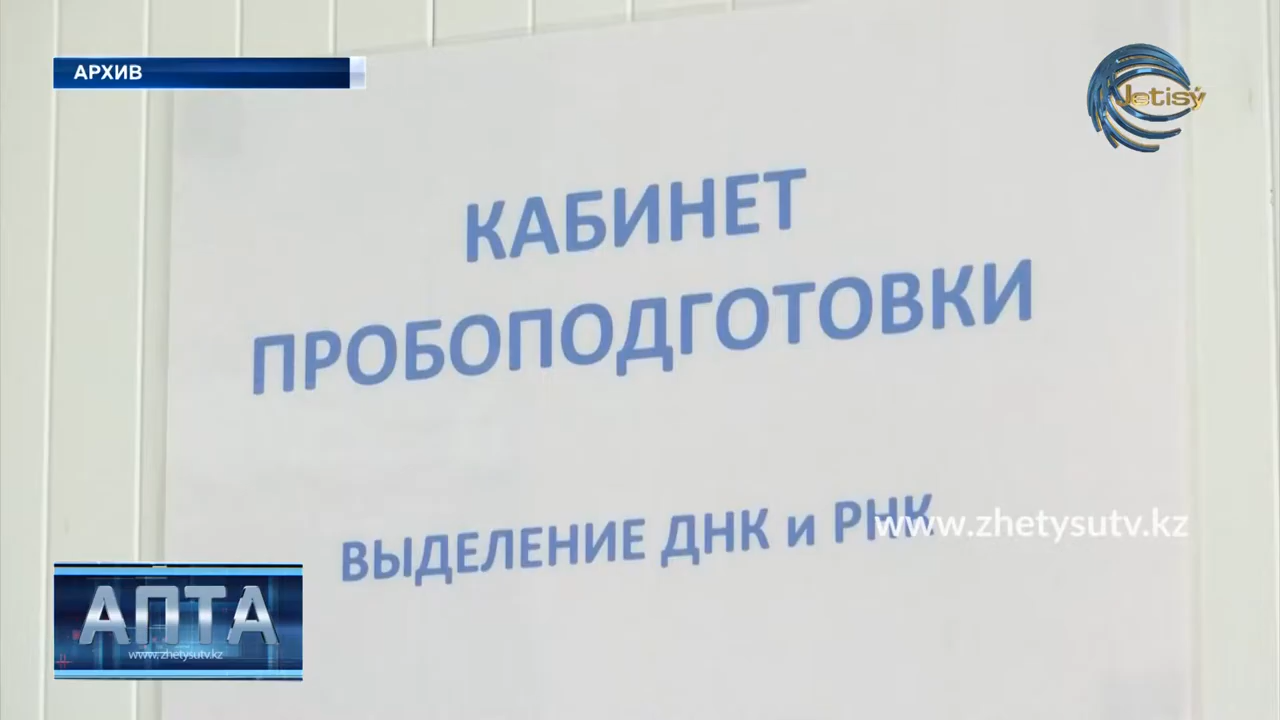 АРХИВ
Jetisý
КАБИНЕТ
ПРОБОПОДГОТОВКИ
ВЫДЕЛЕНИЕ ДНК и РНК
www.zhetysutv.kz
АПТА
www.zhetysutv.kz